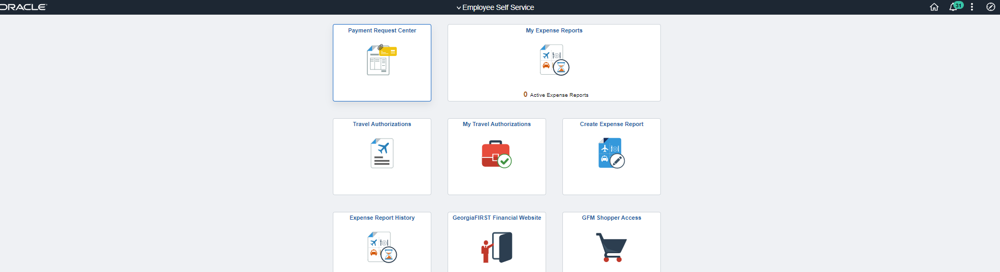 ORACLE
Employee Self Service
31
Payment Request Center
My Expense Reports
0 Active Expense Reports
Travel Authorizations
My Travel Authorizations
Create Expense Report
Expense Report History
GeorgiaFIRST Financial Website
GFM Shopper Access